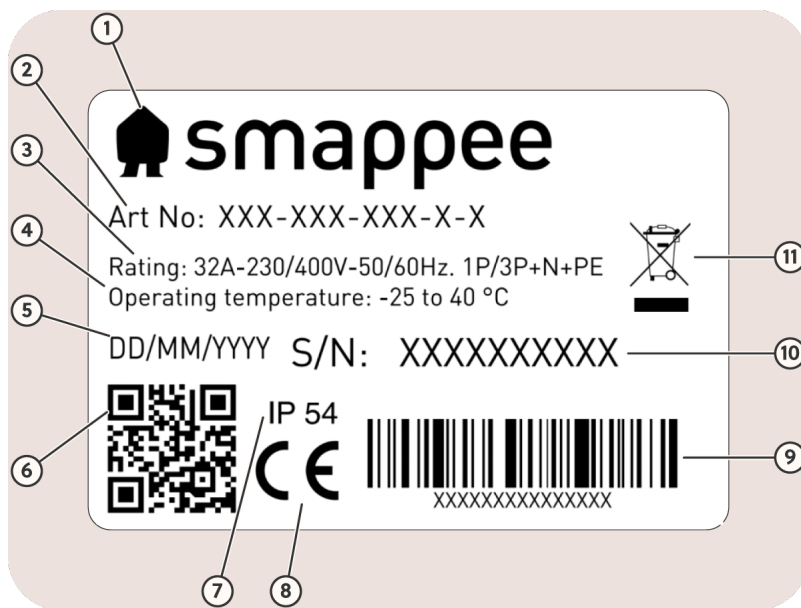 1
2
smappee
3
Art No: XXX-XXX-XXX-X-X
4
Rating: 32A-230/400V-50/60Hz. 1P/3P+N+PE
11
Operating temperature: -25 to 40 °C
5
DD/MM/YYYY S/N: XXXXXXXXXX
10
IP 54
6
CE
9
XXXXXXXXXXXXXXX
7
8